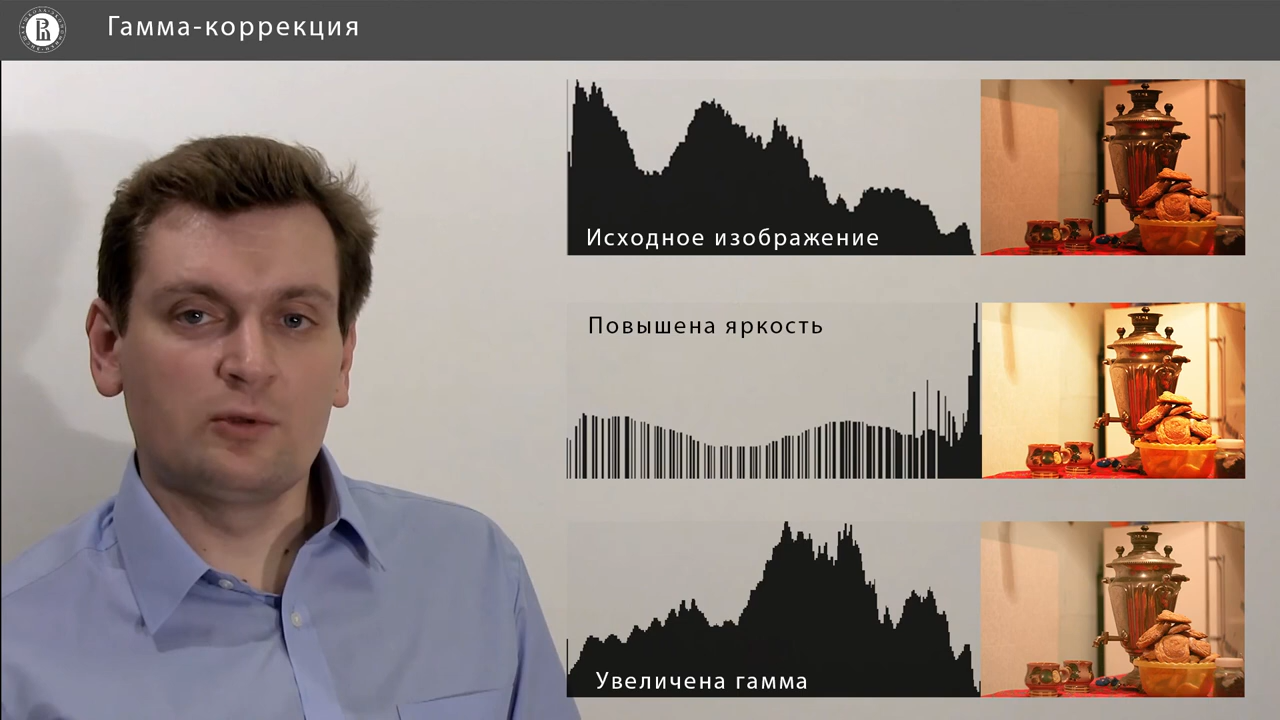 Гамма-коррекция
Исходное изображение
Повышена яркость
Увеличена гамма